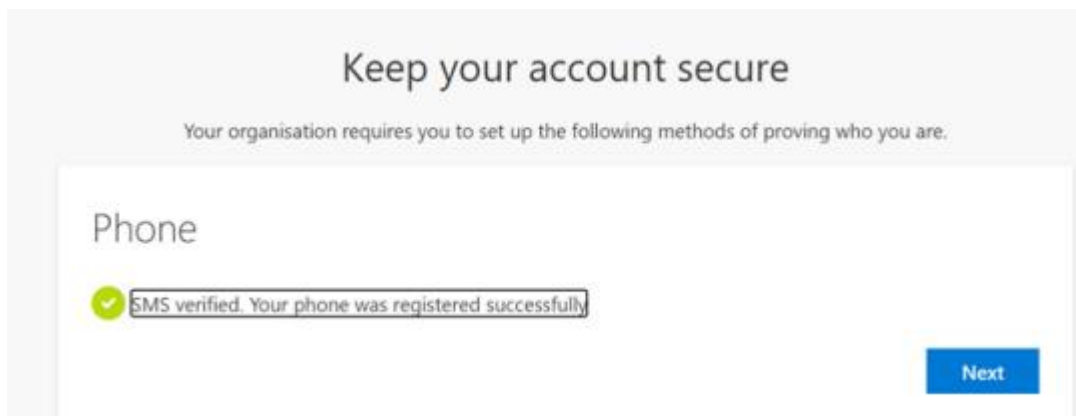 Keep your account secure
Your organisation requires you to set up the following methods of proving who you are.
Phone
SMS verified. Your phone was registered successfully
Next